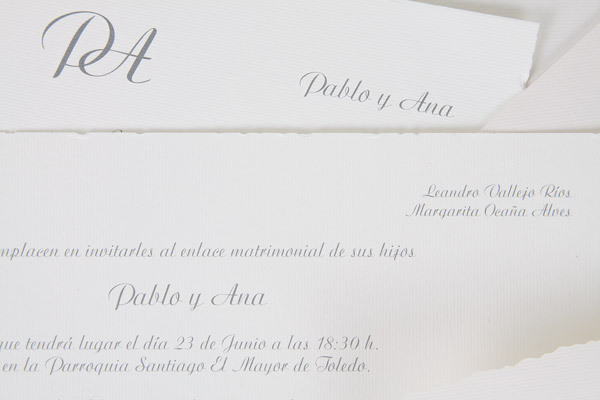 PA
Pablo y Ana
Leandro Vallejo Ríos
Margarita Ocaña Alves
mplacen en invitarles al enlace matrimonial de sus hijos
Pablo y Ana
que tendrá lugar el día 23 de Junio a las 18:30 h.
en la Parroquia Santiago El Mayor de Toledo.